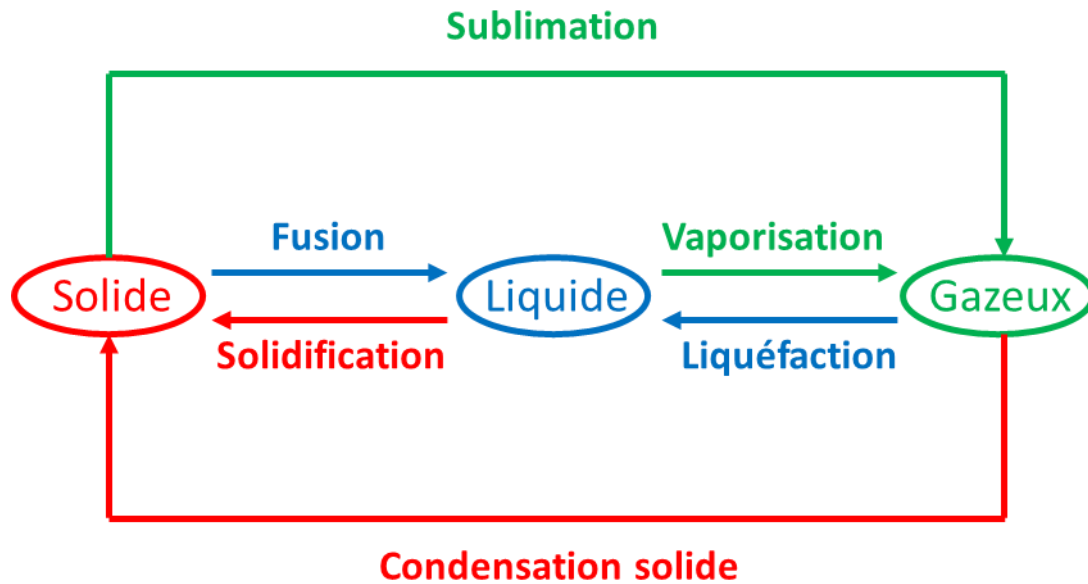 Sublimation
Fusion
Vaporisation
Solide
Liquide
Gazeux
Solidification
Liquéfaction
Condensation solide